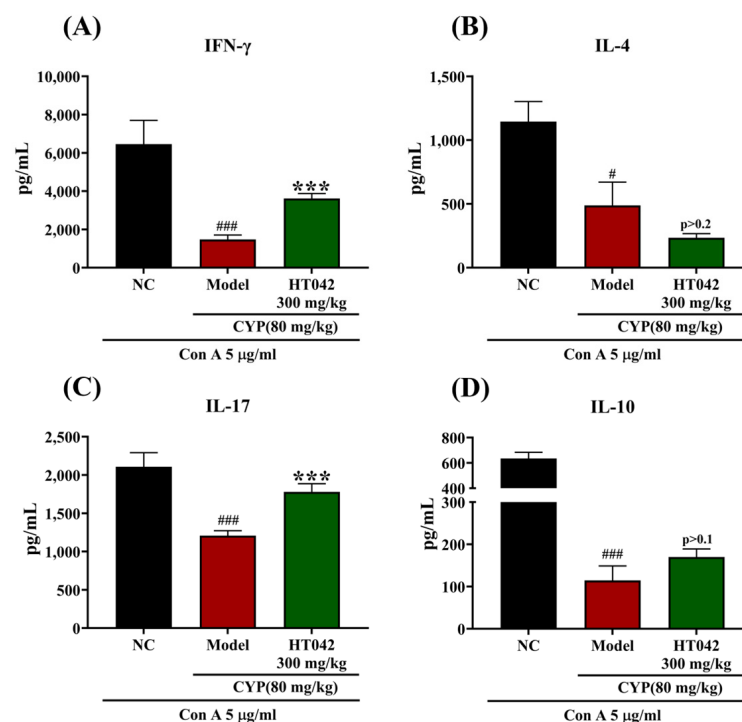 (A)
IFN-γ
10,000
8,000
6,000
4,000
2,000
0
pg/mL
###
***
NC
Model
HT042
300 mg/kg
CYP(80 mg/kg)
Con A 5 μg/ml
(B)
IL-4
1,500
1,000
500
0
pg/mL
#
p>0.2
NC
Model
HT042
300 mg/kg
CYP(80 mg/kg)
Con A 5 μg/ml
(C)
IL-17
2,500
2,000
1,500
1,000
500
0
pg/mL
###
***
NC
Model
HT042
300 mg/kg
CYP(80 mg/kg)
Con A 5 μg/ml
(D)
IL-10
800
600
400
300
200
100
0
pg/mL
###
p>0.1
NC
Model
HT042
300 mg/kg
CYP(80 mg/kg)
Con A 5 μg/ml